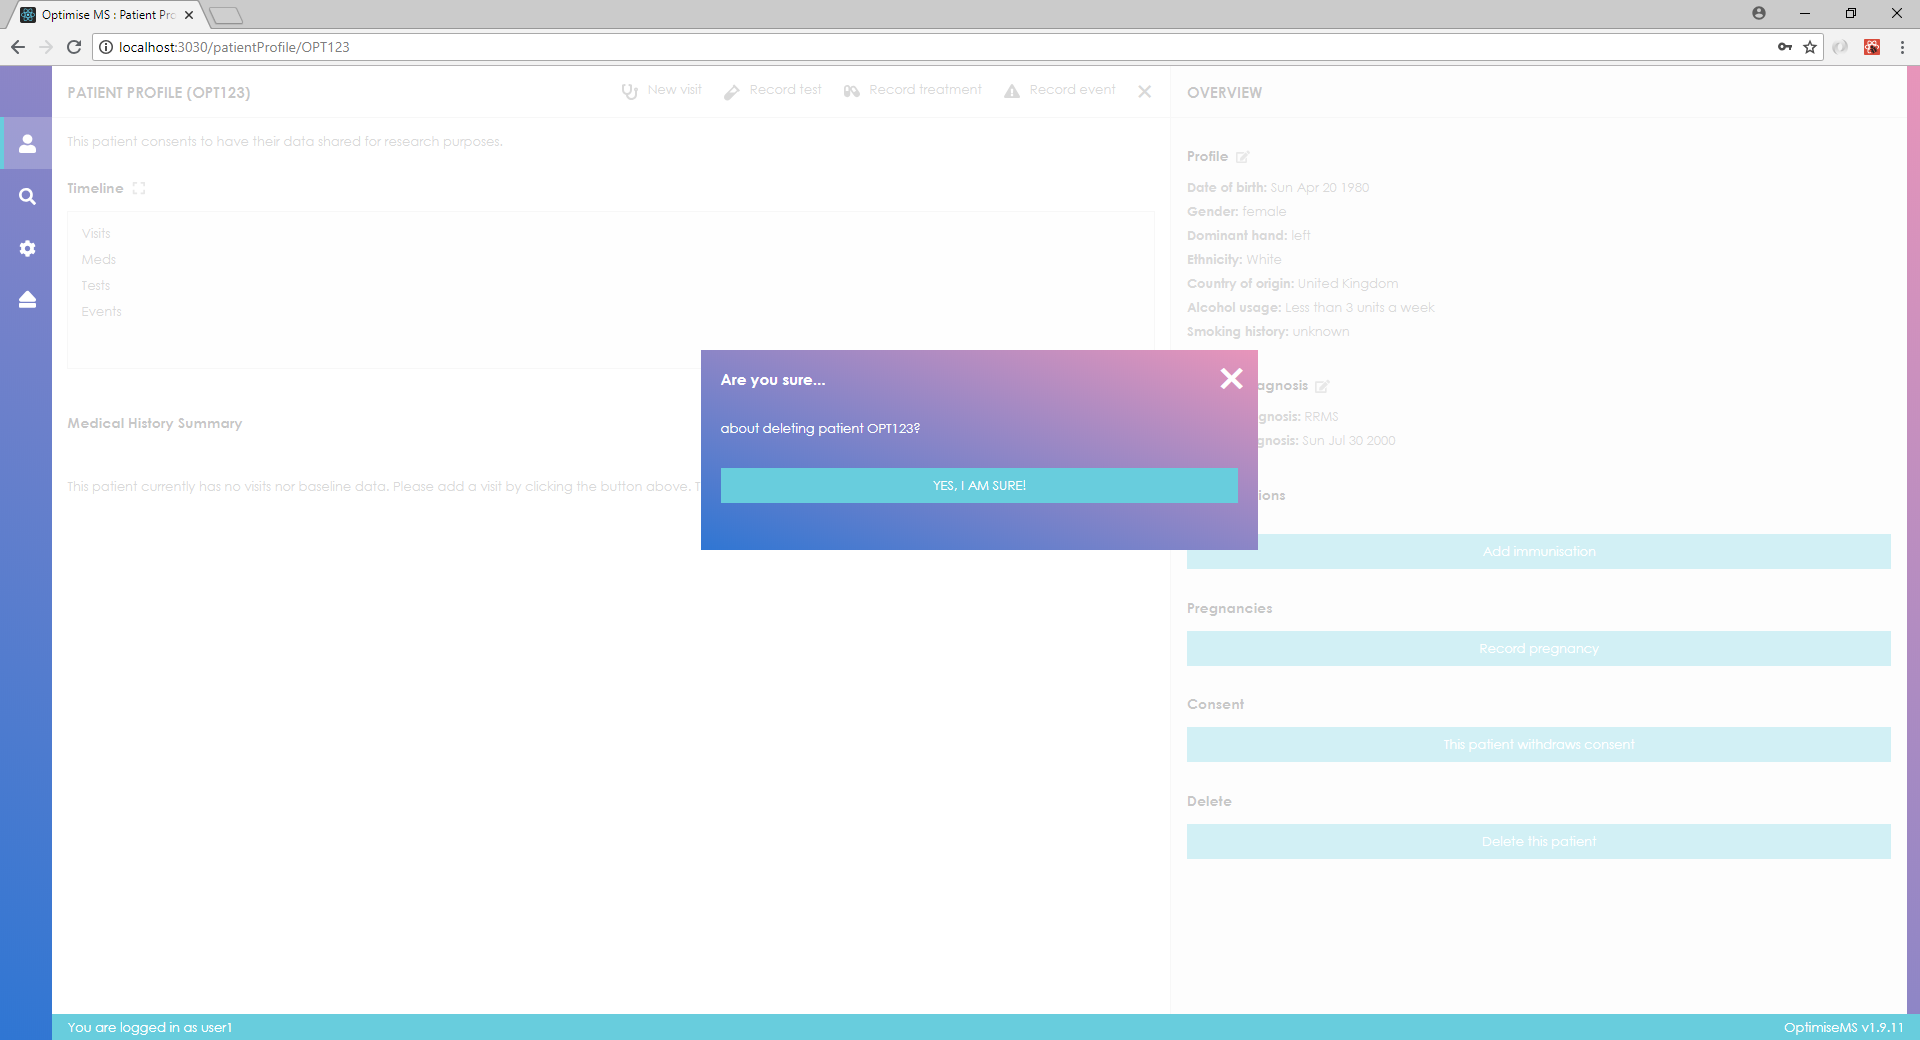 Optimise MS : Patient Pro
localhost:3030/patientProfile/OPT123
PATIENT PROFILE (OPT123)
New visit
Record test
Record treatment
Record event
This patient consents to have their data shared for research purposes.
Timeline
Visits
Meds
Tests
Events
Medical History Summary
This patient currently has no visits nor baseline data. Please add a visit by clicking the button above. T
Are you sure...
about deleting patient OPT123?
YES, I AM SURE!
OVERVIEW
Profile
Date of birth: Sun Apr 20 1980
Gender: female
Dominant hand: left
Ethnicity: White
Country of origin: United Kingdom
Alcohol usage: Less than 3 units a week
Smoking history: unknown
agnosis
gnosis: RRMS
gnosis: Sun Jul 30 2000
ions
Add immunisation
Pregnancies
Record pregnancy
Consent
This patient withdraws consent
Delete
Delete this patient
You are logged in as user1
OptimiseMS v1.9.11